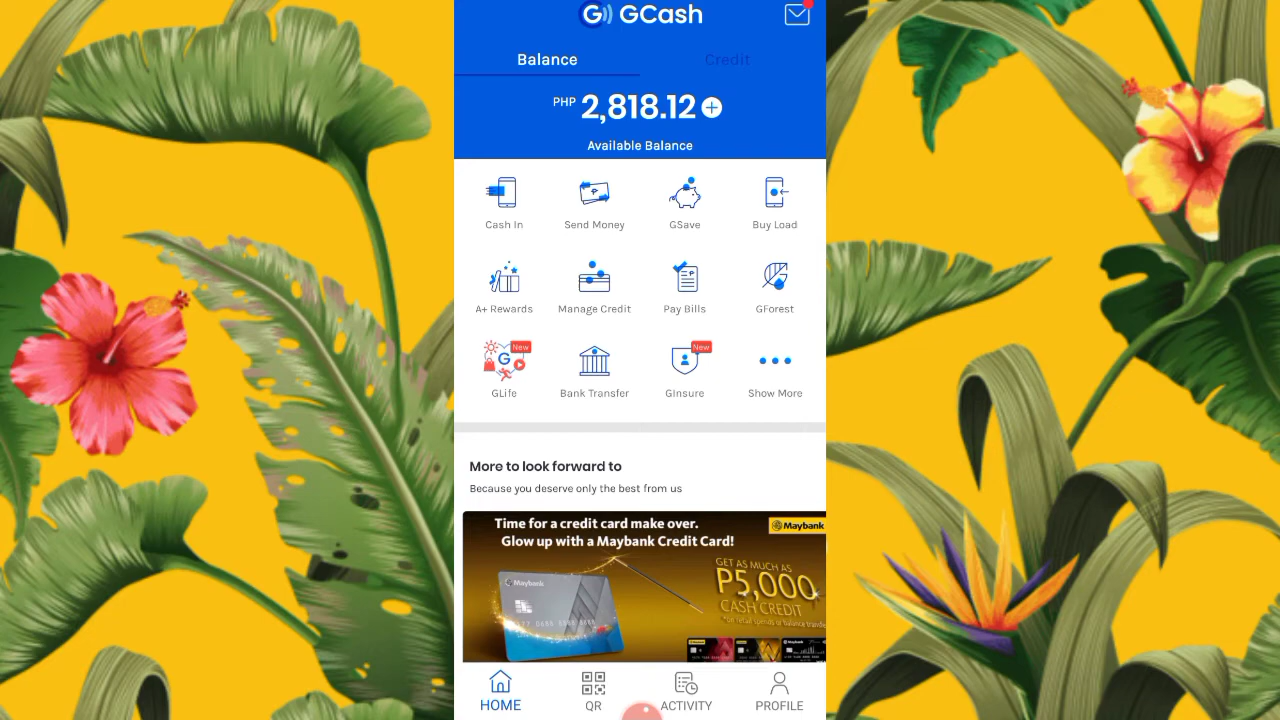 GCash
Balance
Credit
PHP 2,818.12
Available Balance
Cash In
Send Money
GSave
Buy Load
A+ Rewards
Manage Credit
Pay Bills
GForest
New
New
GLife
Bank Transfer
GInsure
Show More
More to look forward to
Because you deserve only the best from us
Time for a credit card make over.
Glow up with a Maybank Credit Card!
Maybank
GET AS MUCH AS
P5,000
CASH CREDIT
Maybank
HOME
QR
ACTIVITY
PROFILE